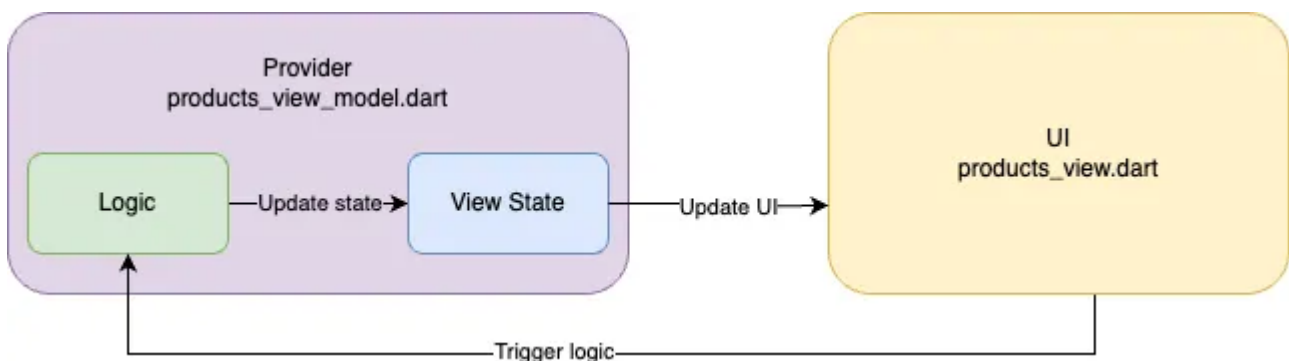 Provider
products_view_model.dart
Logic
Update state
View State
Update UI
UI
products_view.dart
Trigger logic